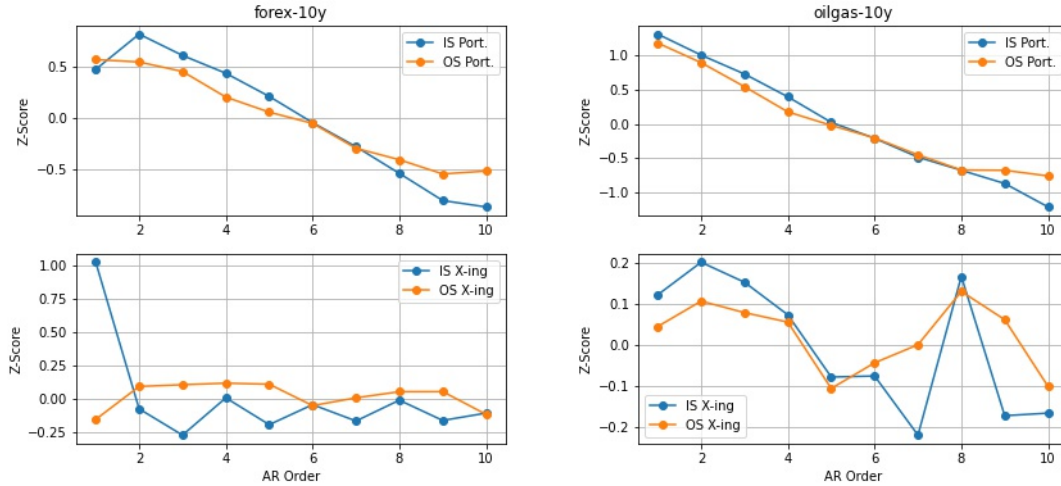 forex-10y
Z-Score
0.5
0.0
−0.5
IS Port.
OS Port.
2 4 6 8 10
oilgas-10y
Z-Score
1.0
0.5
0.0
−0.5
−1.0
IS Port.
OS Port.
2 4 6 8 10
Z-Score
1.00
0.75
0.50
0.25
0.00
−0.25
IS X-ing
OS X-ing
2 4 6 8 10
AR Order
Z-Score
0.2
0.1
0.0
−0.1
−0.2
IS X-ing
OS X-ing
2 4 6 8 10
AR Order